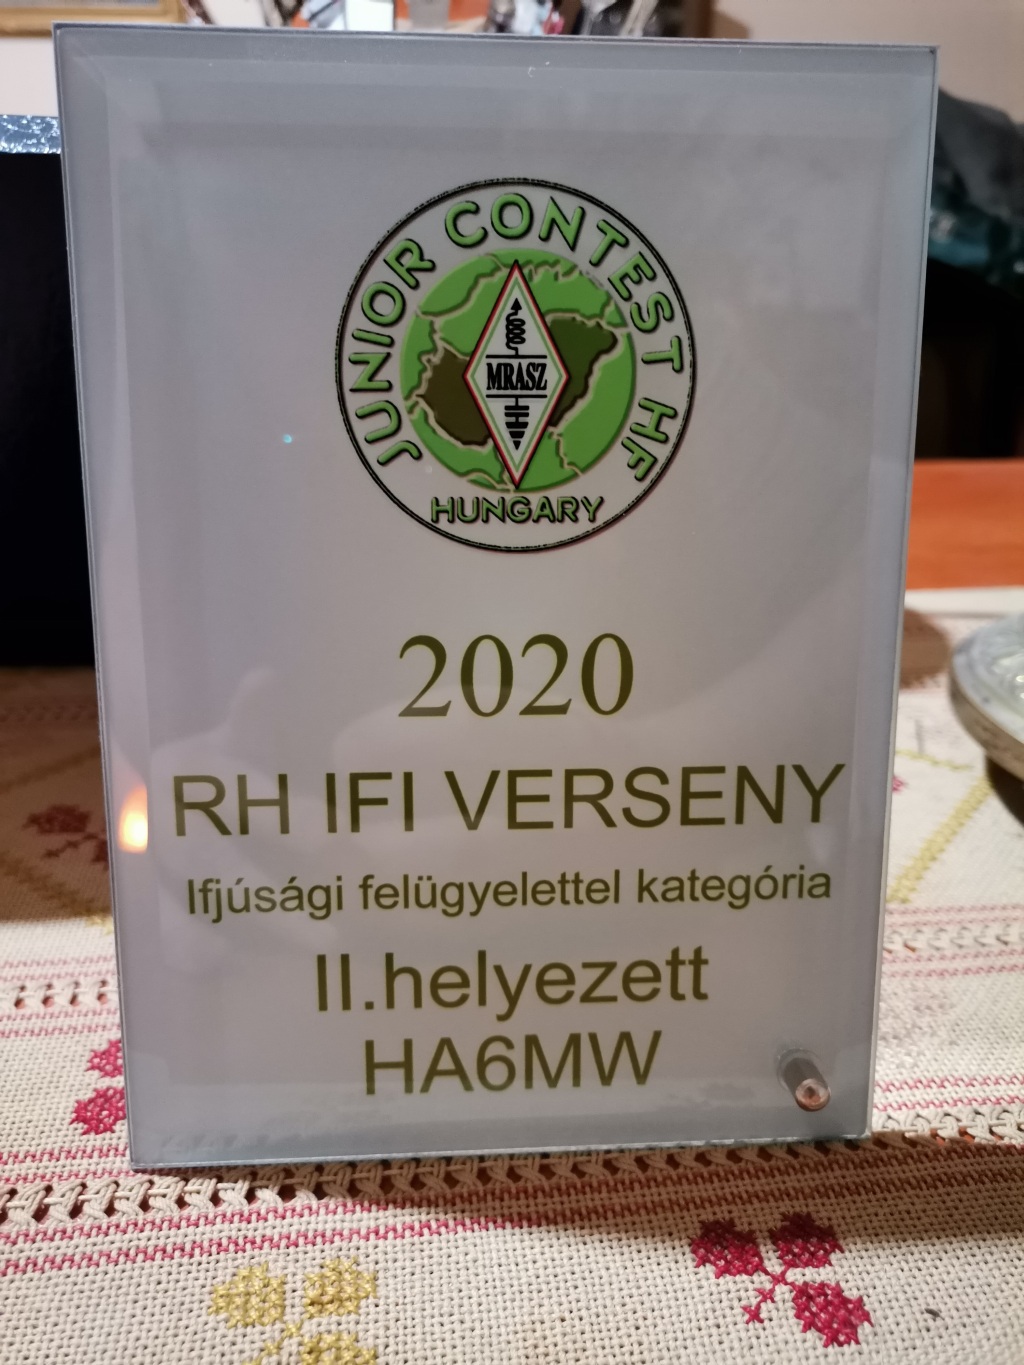 JUNIOR CONTEST HF
MRASZ
HUNGARY
2020
RH IFI VERSENY
Ifjúsági felügyelettel kategória
II.helyezett
HA6MW